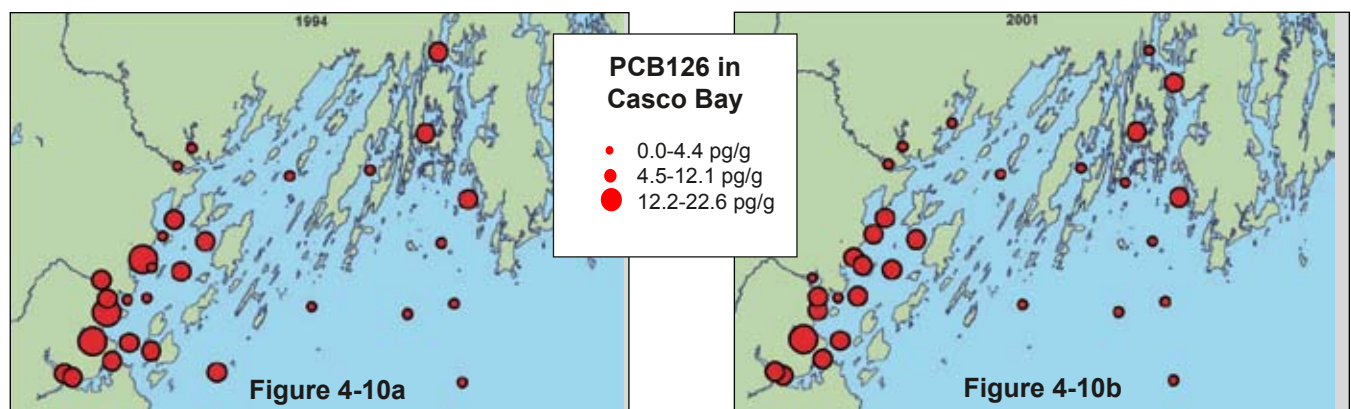 1994
2001
PCB126 in
Casco Bay
0.0-4.4 pg/g
4.5-12.1 pg/g
12.2-22.6 pg/g
Figure 4-10a
Figure 4-10b